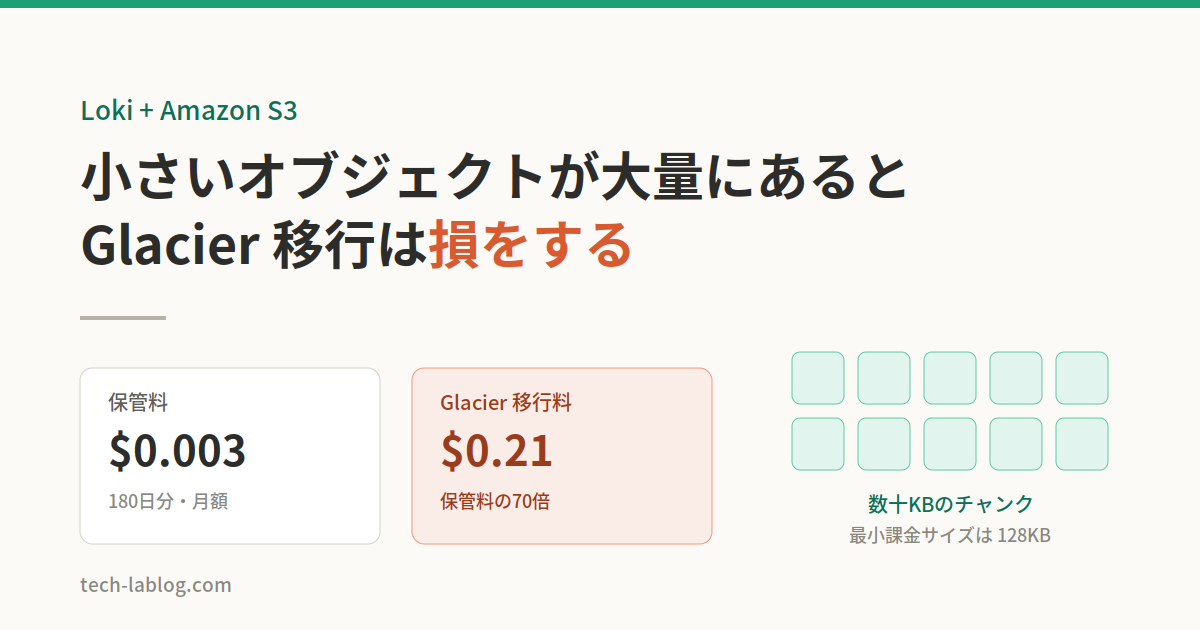 Loki + Amazon S3
小さいオブジェクトが大量にあると
Glacier 移行は損をする
保管料
$0.003
180日分・月額
Glacier 移行料
$0.21
保管料の70倍
数十KBのチャンク
最小課金サイズは 128KB
tech-lablog.com